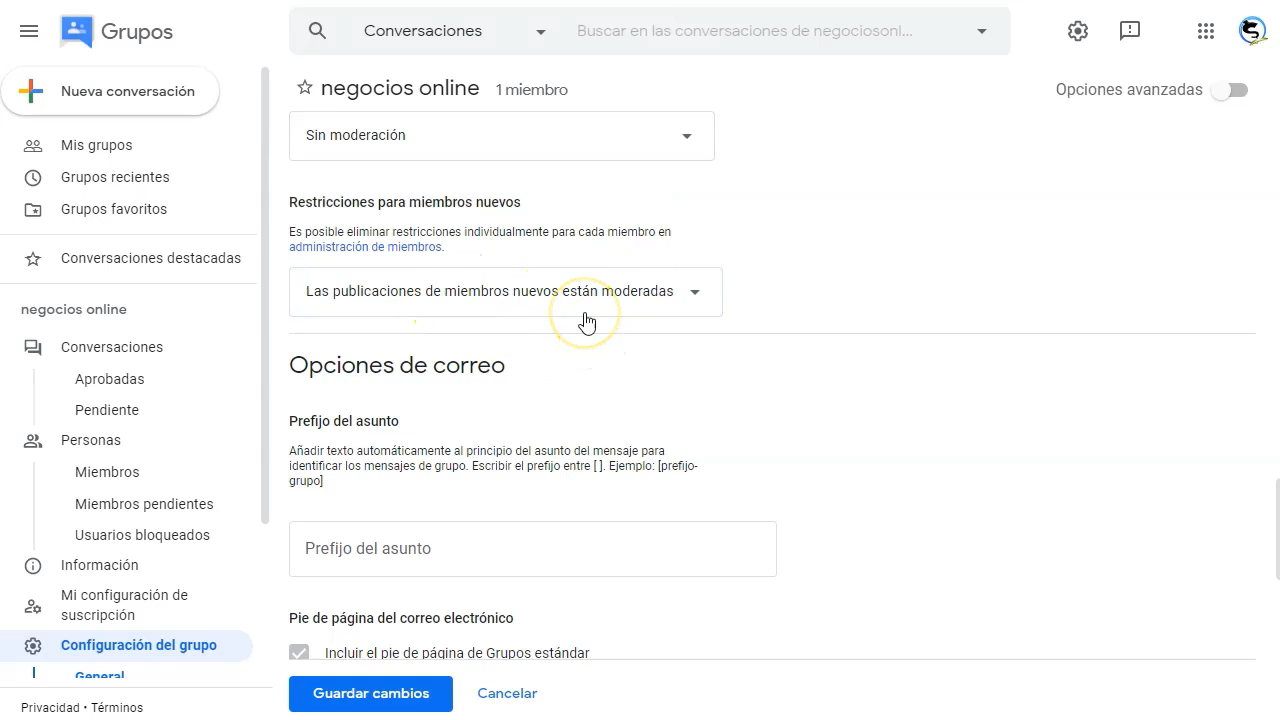 Grupos
Conversaciones
Buscar en las conversaciones de negociosonl...
Nueva conversación
negocios online
1 miembro
Opciones avanzadas
Mis grupos
Grupos recientes
Grupos favoritos
Conversaciones destacadas
negocios online
Conversaciones
Aprobadas
Pendiente
Personas
Miembros
Miembros pendientes
Usuarios bloqueados
Información
Mi configuración de
suscripción
Configuración del grupo
General
Privacidad • Términos
Sin moderación
Restricciones para miembros nuevos
Es posible eliminar restricciones individualmente para cada miembro en
administración de miembros.
Las publicaciones de miembros nuevos están moderadas
Opciones de correo
Prefijo del asunto
Añadir texto automáticamente al principio del asunto del mensaje para
identificar los mensajes de grupo. Escribir el prefijo entre [ ]. Ejemplo: [prefijo-
grupo]
Prefijo del asunto
Pie de página del correo electrónico
Incluir el pie de página de Grupos estándar
Guardar cambios
Cancelar